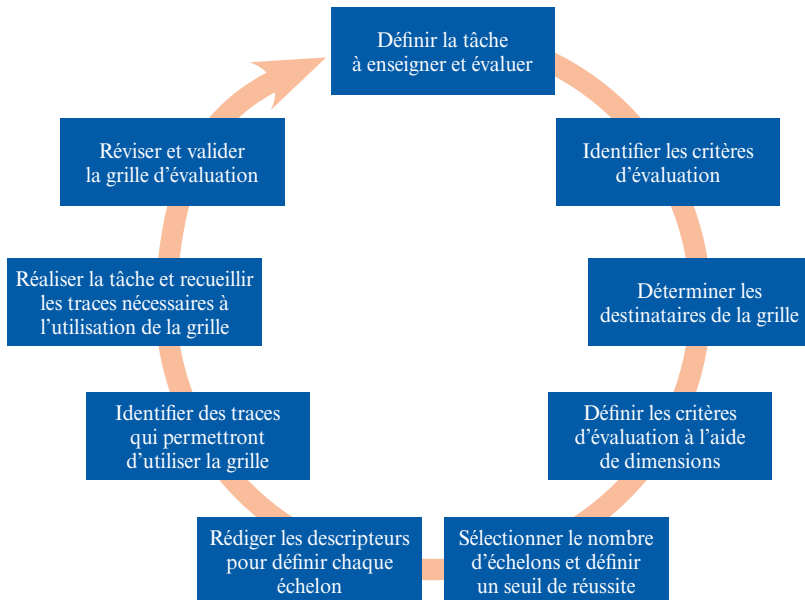 Définir la tâche
à enseigner et évaluer
Identifier les critères
d'évaluation
Déterminer les
destinataires de la grille
Définir les critères
d'évaluation à l'aide
de dimensions
Sélectionner le nombre
d'échelons et définir
un seuil de réussite
Rédiger les descripteurs
pour définir chaque
échelon
Identifier des traces
qui permettront
d'utiliser la grille
Réaliser la tâche et recueillir
les traces nécessaires à
l'utilisation de la grille
Réviser et valider
la grille d'évaluation